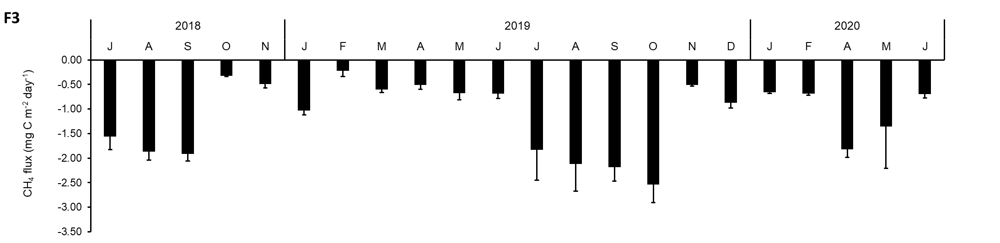 F3
2018 2019 2020
J A S O N J F M A M J J A S O N D J F A M J
0.00
-0.50
-1.00
-1.50
-2.00
-2.50
-3.00
-3.50
CH₄ flux (mg C m⁻² day⁻¹)